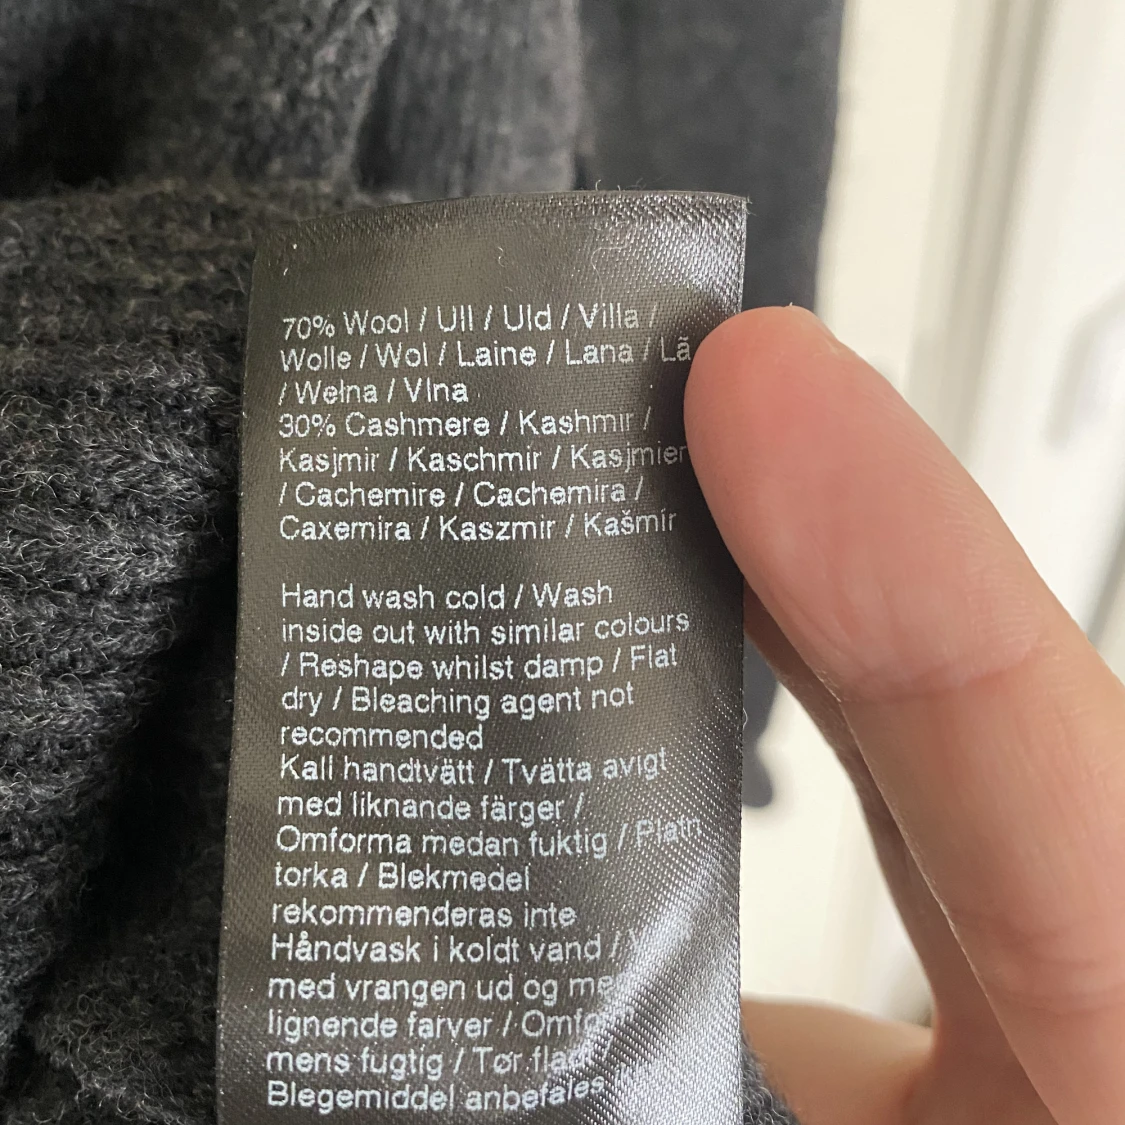 70% Wool / Ull / Uld / Villa /
Wolle / Wol / Laine / Lana / Lã
/ Wełna / Vlna
30% Cashmere / Kashmir /
Kasjmir / Kaschmir / Kasjmier
/ Cachemire / Cachemira /
Caxemira / Kaszmir / Kašmír
Hand wash cold / Wash
inside out with similar colours
/ Reshape whilst damp / Flat
dry / Bleaching agent not
recommended
Kall handtvätt / Tvätta avigt
med liknande färger /
Omforma medan fuktig / Platn
torka / Blekmedel
rekommenderas inte
Håndvask i koldt vand /
med vrangen ud og
lignende farver /
mens fugtig / Tør fladt /
Blegemiddel anbefales